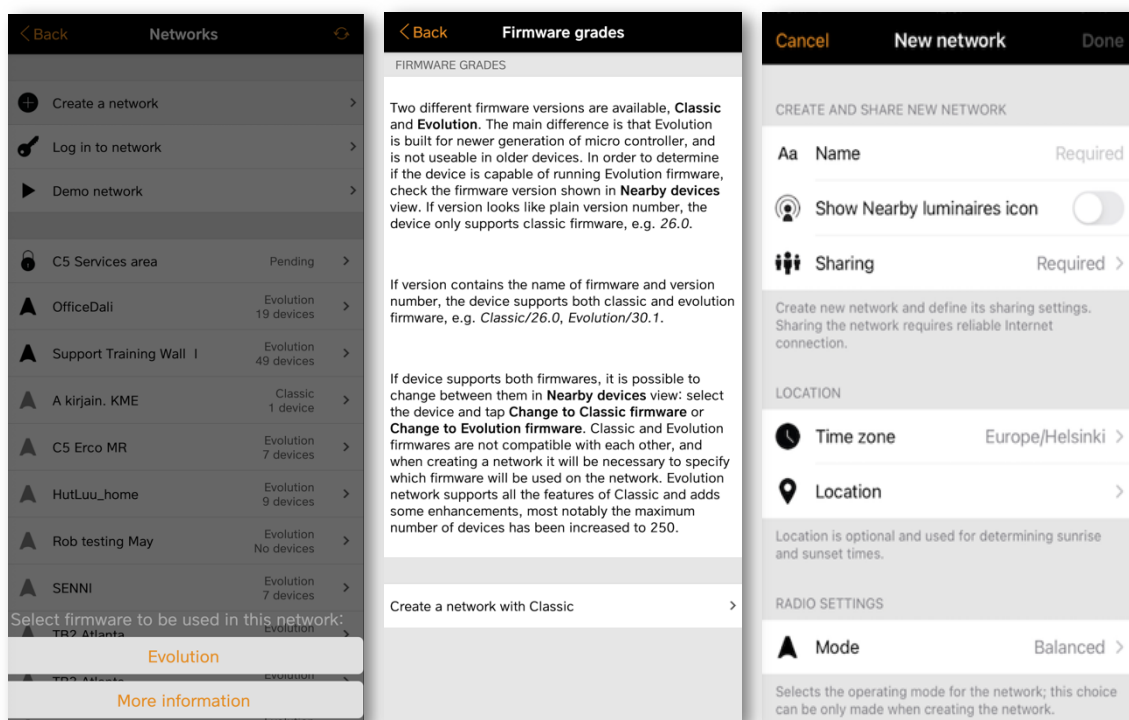 Back
Networks
Create a network
Log in to network
Demo network
C5 Services area
Pending
OfficeDali
Evolution
19 devices
Support Training Wall I
Evolution
49 devices
A kirjain. KME
Classic
1 device
C5 Erco MR
Evolution
7 devices
HutLuu_home
Evolution
9 devices
Rob testing May
Evolution
No devices
SENNI
Evolution
7 devices
Select firmware to be used in this network:
TB2 Atlanta
Evolution
Evolution
TB2 Atlanta
Evolution
More information
Back
Firmware grades
FIRMWARE GRADES
Two different firmware versions are available, Classic
and Evolution. The main difference is that Evolution
is built for newer generation of micro controller, and
is not useable in older devices. In order to determine
if the device is capable of running Evolution firmware,
check the firmware version shown in Nearby devices
view. If version looks like plain version number, the
device only supports classic firmware, e.g. 26.0.
If version contains the name of firmware and version
number, the device supports both classic and evolution
firmware, e.g. Classic/26.0, Evolution/30.1.
If device supports both firmwares, it is possible to
change between them in Nearby devices view: select
the device and tap Change to Classic firmware or
Change to Evolution firmware. Classic and Evolution
firmwares are not compatible with each other, and
when creating a network it will be necessary to specify
which firmware will be used on the network. Evolution
network supports all the features of Classic and adds
some enhancements, most notably the maximum
number of devices has been increased to 250.
Create a network with Classic
Cancel
New network
Done
CREATE AND SHARE NEW NETWORK
Aa Name
Required
Show Nearby luminaires icon
Sharing
Required
Create new network and define its sharing settings.
Sharing the network requires reliable Internet
connection.
LOCATION
Time zone
Europe/Helsinki
Location
Location is optional and used for determining sunrise
and sunset times.
RADIO SETTINGS
Mode
Balanced
Selects the operating mode for the network; this choice
can be only made when creating the network.